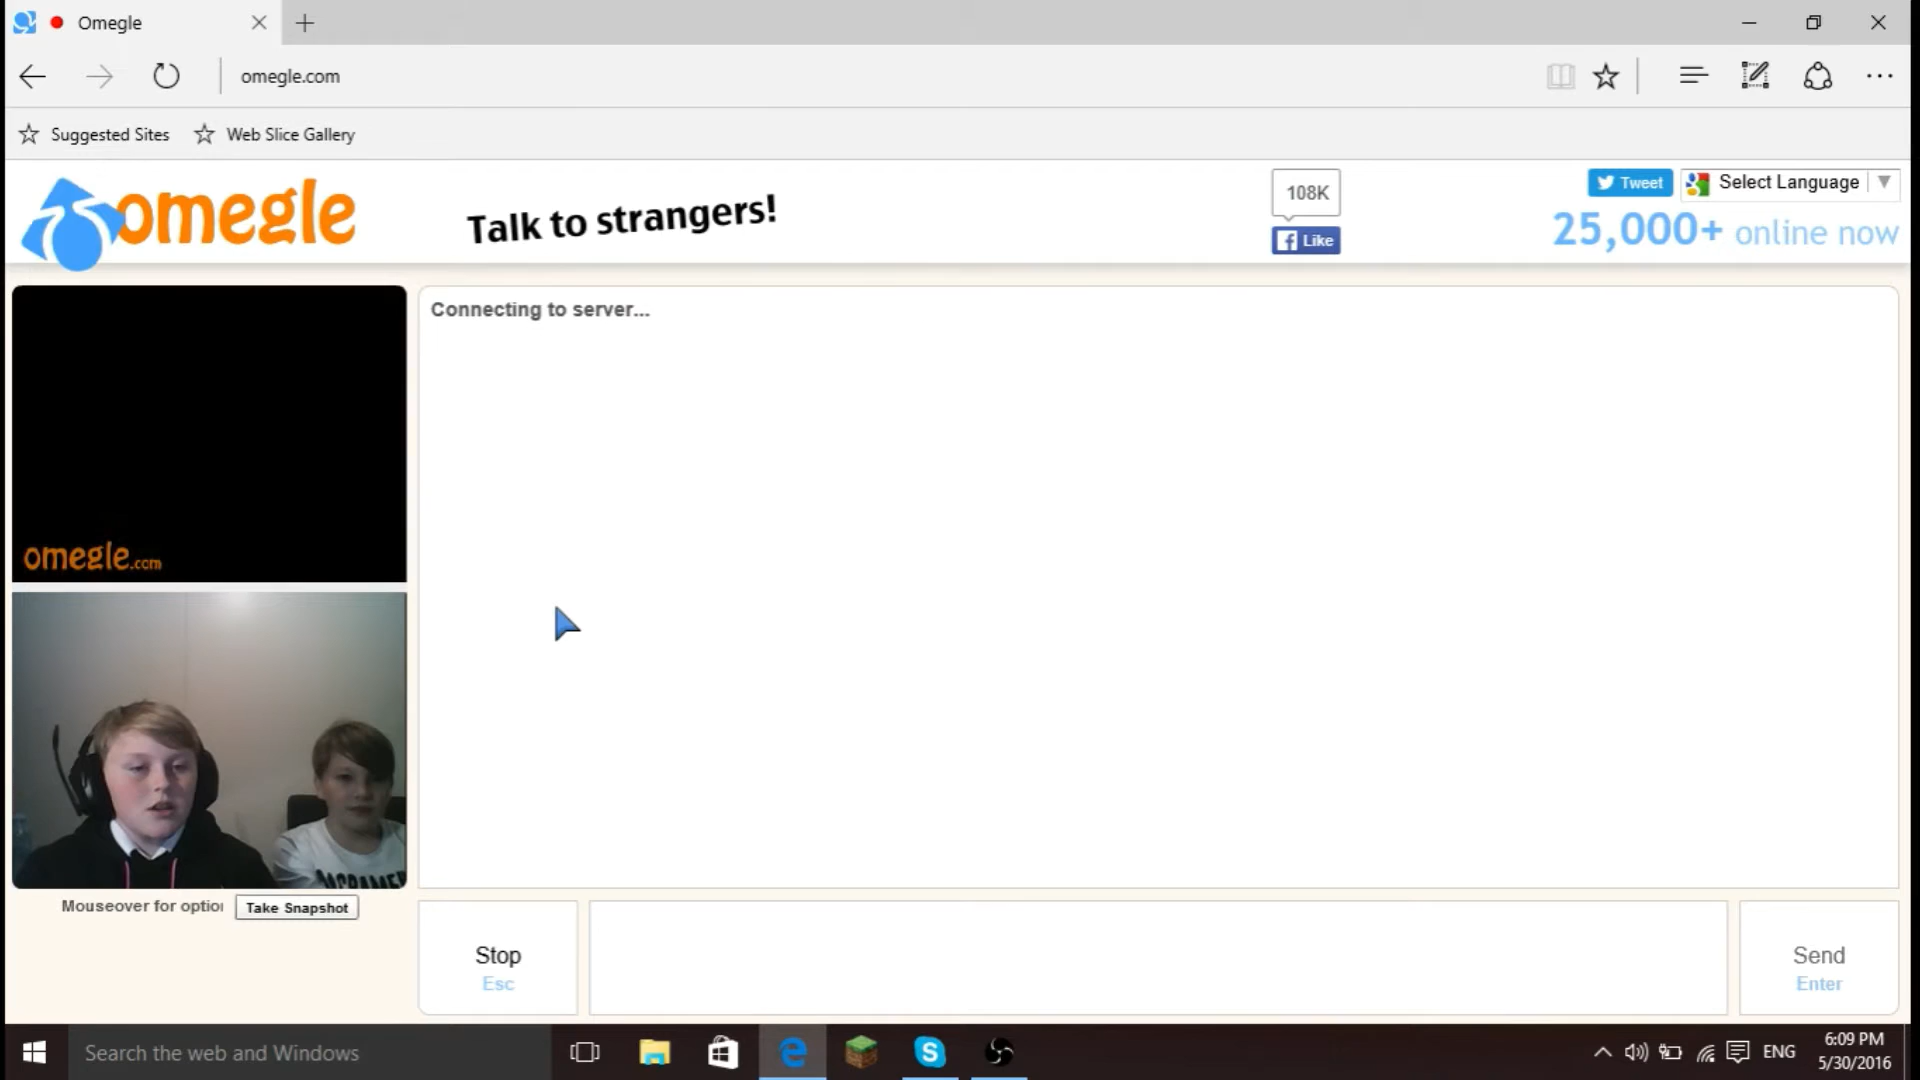 Omegle
omegle.com
Suggested Sites
Web Slice Gallery
omegle
Talk to strangers!
108K
Like
Tweet
Select Language
25,000+ online now
Connecting to server...
omegle.com
Mouseover for optio
Take Snapshot
Stop
Esc
Send
Enter
Search the web and Windows
ENG
6:09 PM
5/30/2016